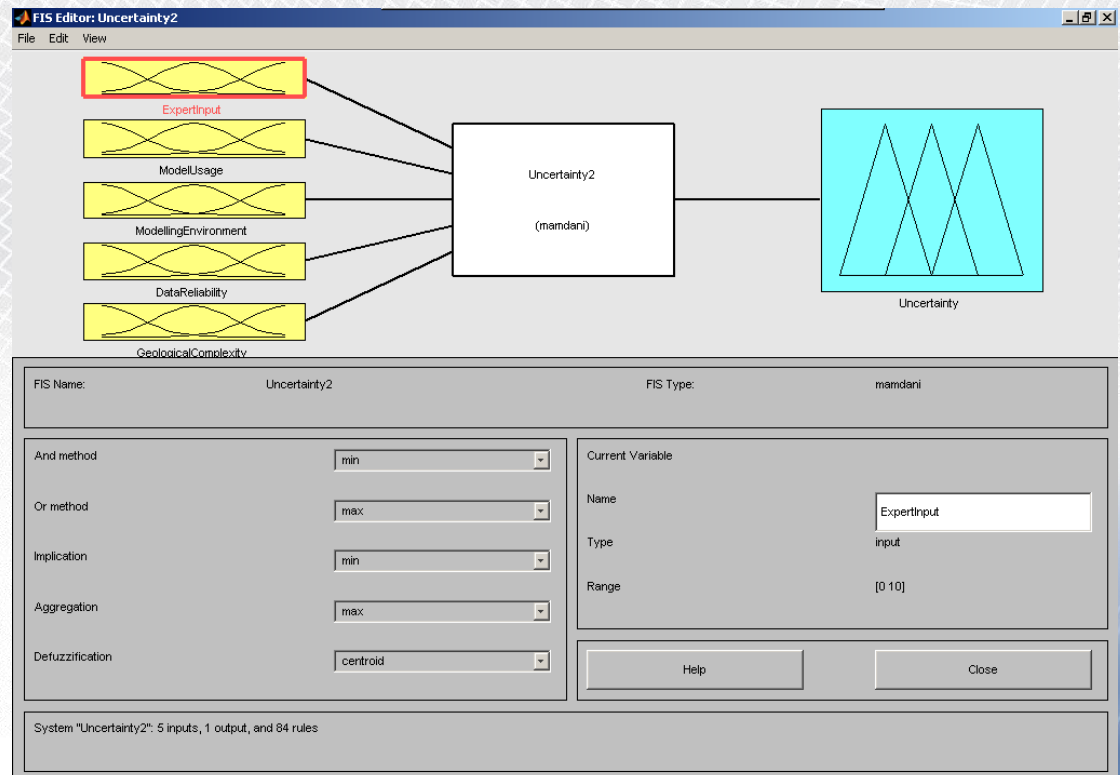 FIS Editor: Uncertainty2
File Edit View
ExpertInput
ModelUsage
ModellingEnvironment
DataReliability
GeologicalComplexity
Uncertainty2
(mamdani)
Uncertainty
FIS Name: Uncertainty2 FIS Type: mamdani
And method min
Or method max
Implication min
Aggregation max
Defuzzification centroid
Current Variable
Name ExpertInput
Type input
Range [0 10]
Help Close
System "Uncertainty2": 5 inputs, 1 output, and 84 rules